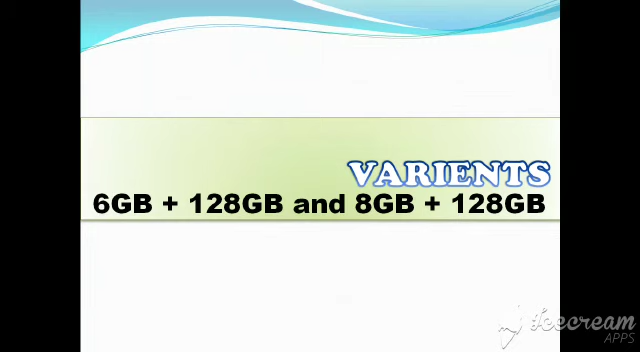 VARIENTS
6GB + 128GB and 8GB + 128GB
Icecream
APPS